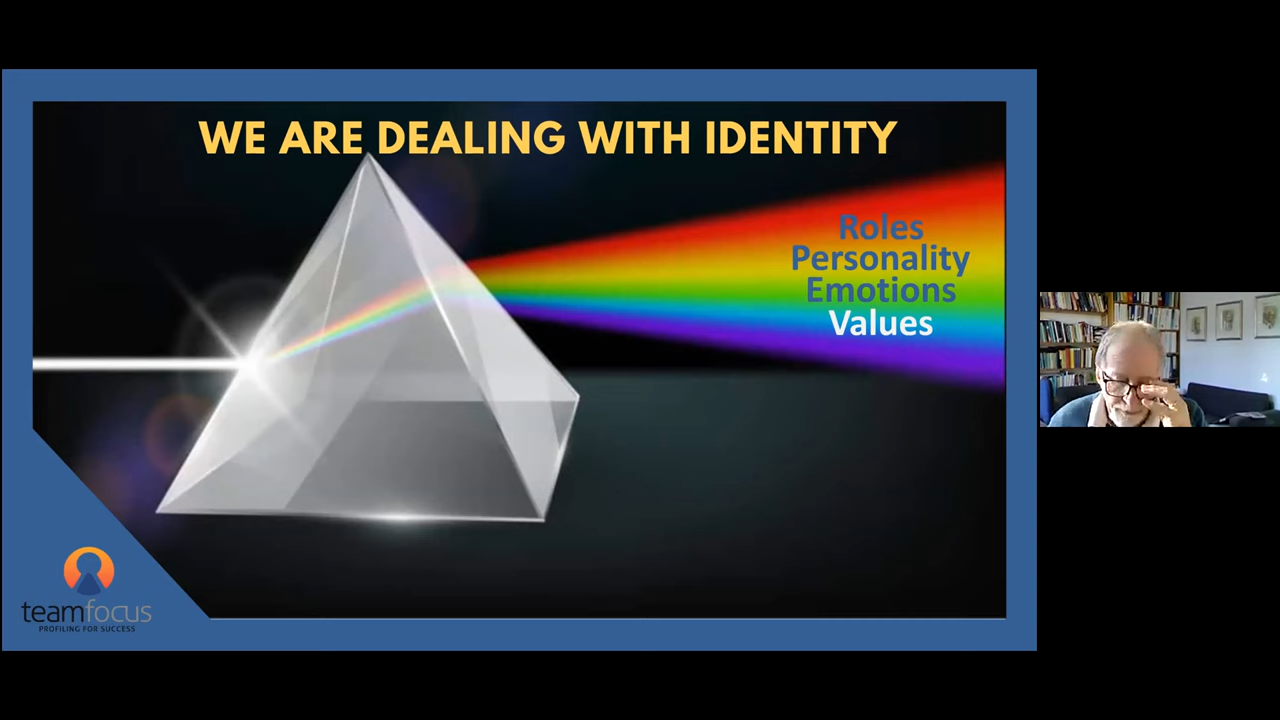 WE ARE DEALING WITH IDENTITY
Roles
Personality
Emotions
Values
teamfocus
PROFILING FOR SUCCESS